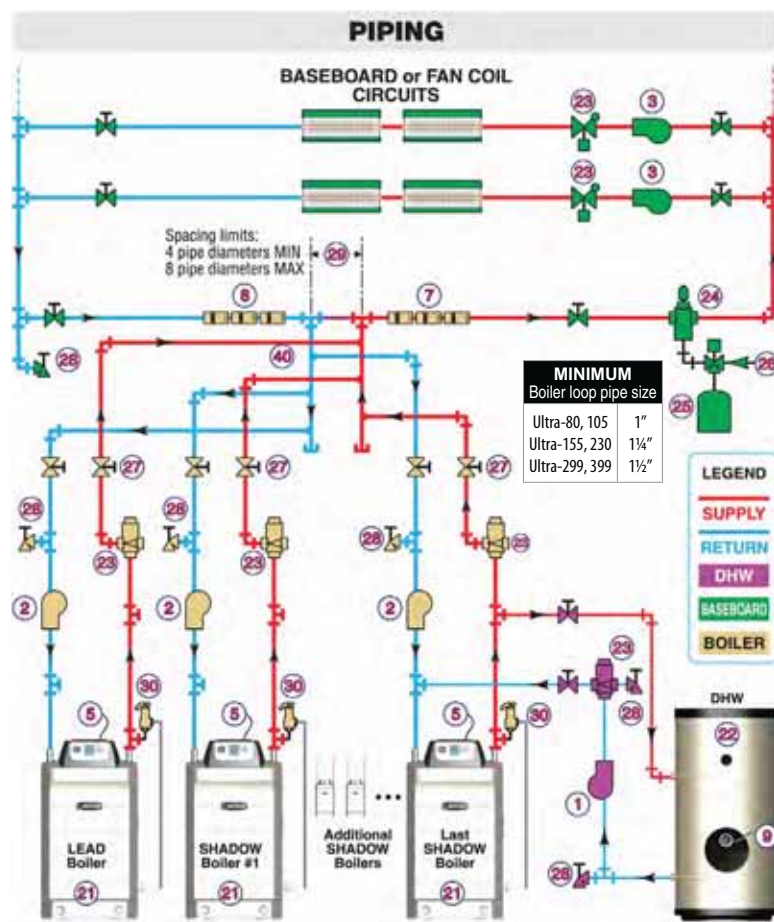 PIPING
BASEBOARD or FAN COIL
CIRCUITS
23
3
23
3
Spacing limits:
4 pipe diameters MIN
8 pipe diameters MAX
29
8
7
24
28
40
26
25
MINIMUM
Boiler loop pipe size
Ultra-80, 105 1”
Ultra-155, 230 1¼”
Ultra-299, 399 1½”
LEGEND
SUPPLY
RETURN
DHW
BASEBOARD
BOILER
27
27
27
28
28
28
23
23
23
2
2
2
23
28
30
30
30
5
5
5
DHW
22
1
9
28
LEAD
Boiler
21
SHADOW
Boiler #1
21
Additional
SHADOW
Boilers
Last
SHADOW
Boiler
21